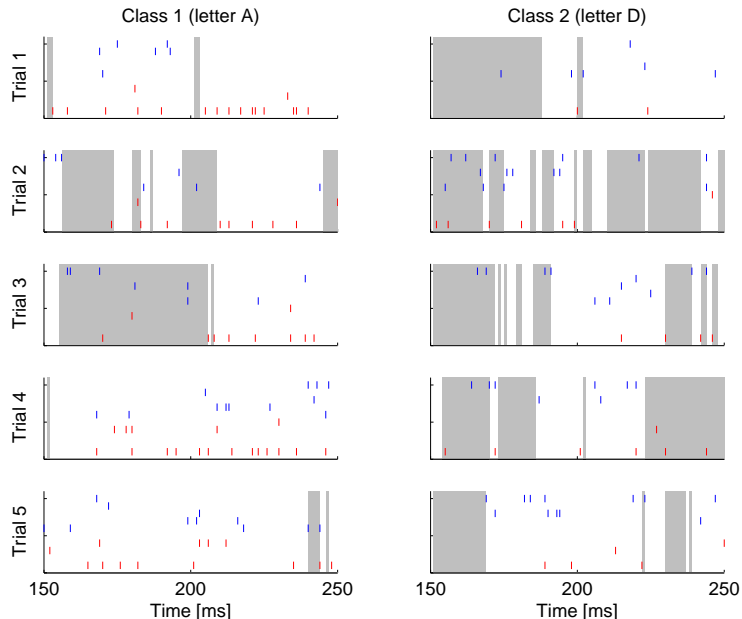 Class 1 (letter A)
Class 2 (letter D)
Trial 1
Trial 2
Trial 3
Trial 4
Trial 5
150 200 250
150 200 250
Time [ms]
Time [ms]